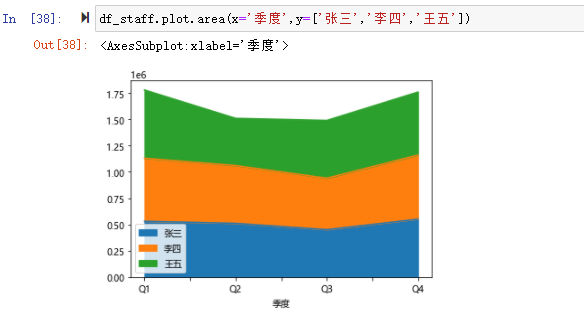 In [38]: df_staff.plot.area(x='季度',y=['张三','李四','王五'])
Out[38]: <AxesSubplot:xlabel='季度'>
1e6
1.75
1.50
1.25
1.00
0.75
0.50
0.25
0.00
张三
李四
王五
Q1 Q2 Q3 Q4
季度